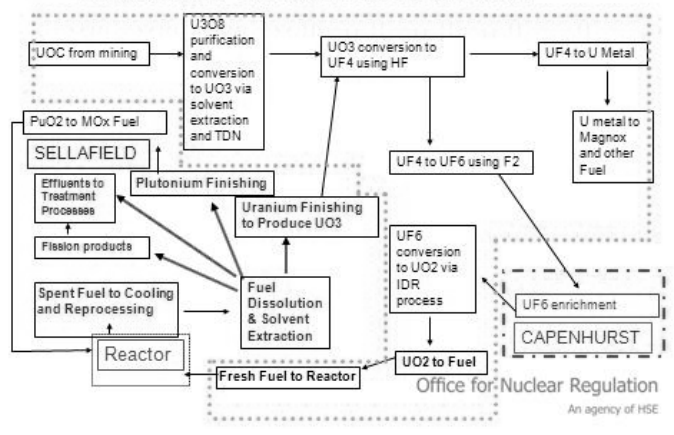 UOC from mining
U3O8
purification
and
conversion
to UO3 via
solvent
extraction
and TDN
UO3 conversion to
UF4 using HF
UF4 to U Metal
U metal to
Magnox and
other Fuel
PuO2 to MOx Fuel
SELLAFIELD
Effluents to
Treatment
Processes
Plutonium Finishing
Uranium Finishing
to Produce UO3
UF4 to UF6 using F2
Fission products
UF6
conversion
to UO2 via
IDR
process
Spent Fuel to Cooling
and Reprocessing
Fuel
Dissolution
& Solvent
Extraction
UF6 enrichment
CAPENHURST
Reactor
Fresh Fuel to Reactor
UO2 to Fuel
Office for Nuclear Regulation
An agency of HSE